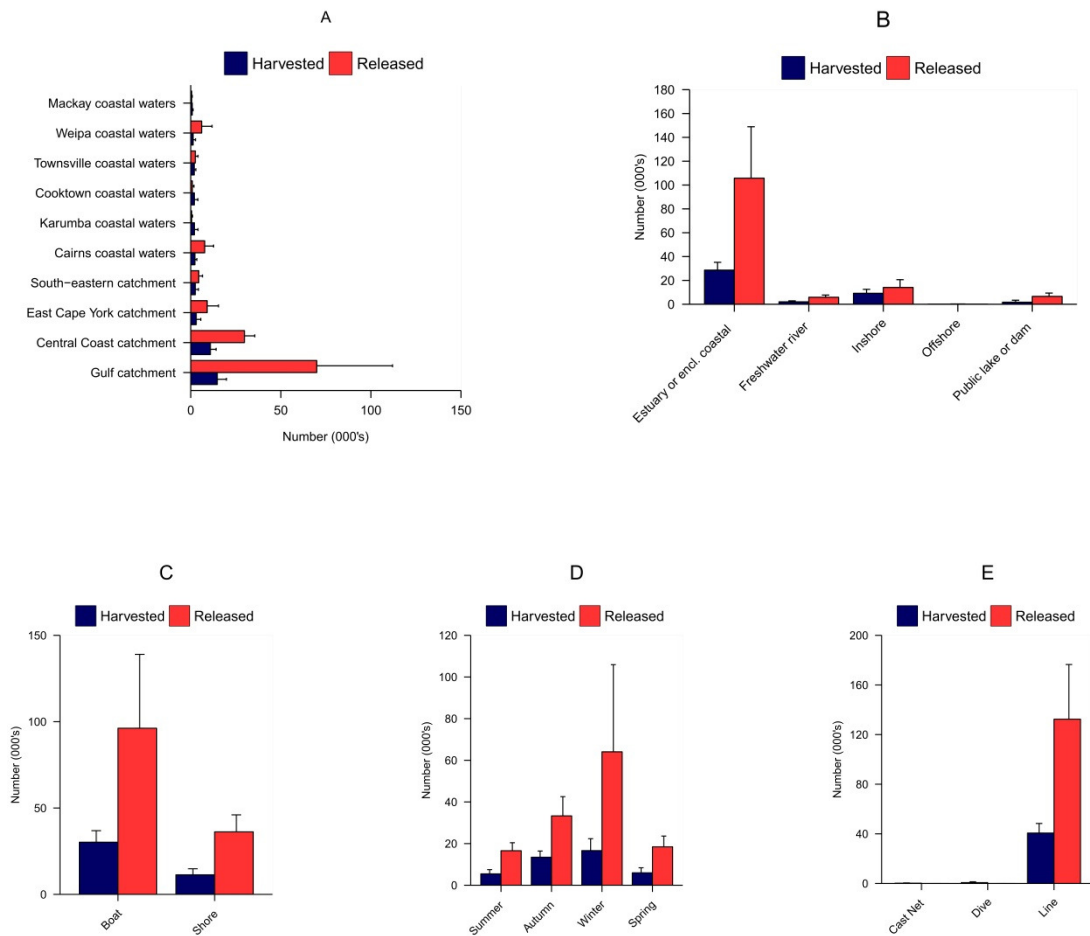 A
Harvested Released
Mackay coastal waters
Weipa coastal waters
Townsville coastal waters
Cooktown coastal waters
Karumba coastal waters
Cairns coastal waters
South−eastern catchment
East Cape York catchment
Central Coast catchment
Gulf catchment
0 50 100 150
Number (000's)
B
Harvested Released
Number (000's)
180
160
140
120
100
80
60
40
20
0
Estuary or encl. coastal
Freshwater river
Inshore
Offshore
Public lake or dam
C
Harvested Released
Number (000's)
150
100
50
0
Boat
Shore
D
Harvested Released
Number (000's)
120
100
80
60
40
20
0
Summer
Autumn
Winter
Spring
E
Harvested Released
Number (000's)
200
160
120
80
40
0
Cast Net
Dive
Line